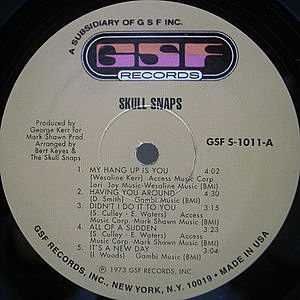 A SUBSIDIARY OF G S F INC.
GSF
RECORDS
SKULL SNAPS
Produced by
George Kerr for
Mark Shawn Prod.
Arranged by
Bert Keyes &
The Skull Snaps
GSF S-1011-A
1. MY HANG UP IS YOU 4:02
(Wesaline Kerr) Access Music Corp.
Lori Joy Music-Wesaline Music (BMI)
2. HAVING YOU AROUND 3:38
(D. Smith) Gambi Music (BMI)
3. DIDN'T I DO IT TO YOU 3:15
(S. Culley - E. Waters) Access Music
Corp.-Mark Shawn Music (BMI)
4. ALL OF A SUDDEN 3:23
(S. Culley - E. Waters) Access
Music Corp.-Mark Shawn Music (BMI)
5. IT'S A NEW DAY 3:04
(I. Woods) Gambi Music (BMI)
℗ 1973 GSF RECORDS, INC
GSF RECORDS, INC., NEW YORK, N.Y. 10019 • MADE IN USA